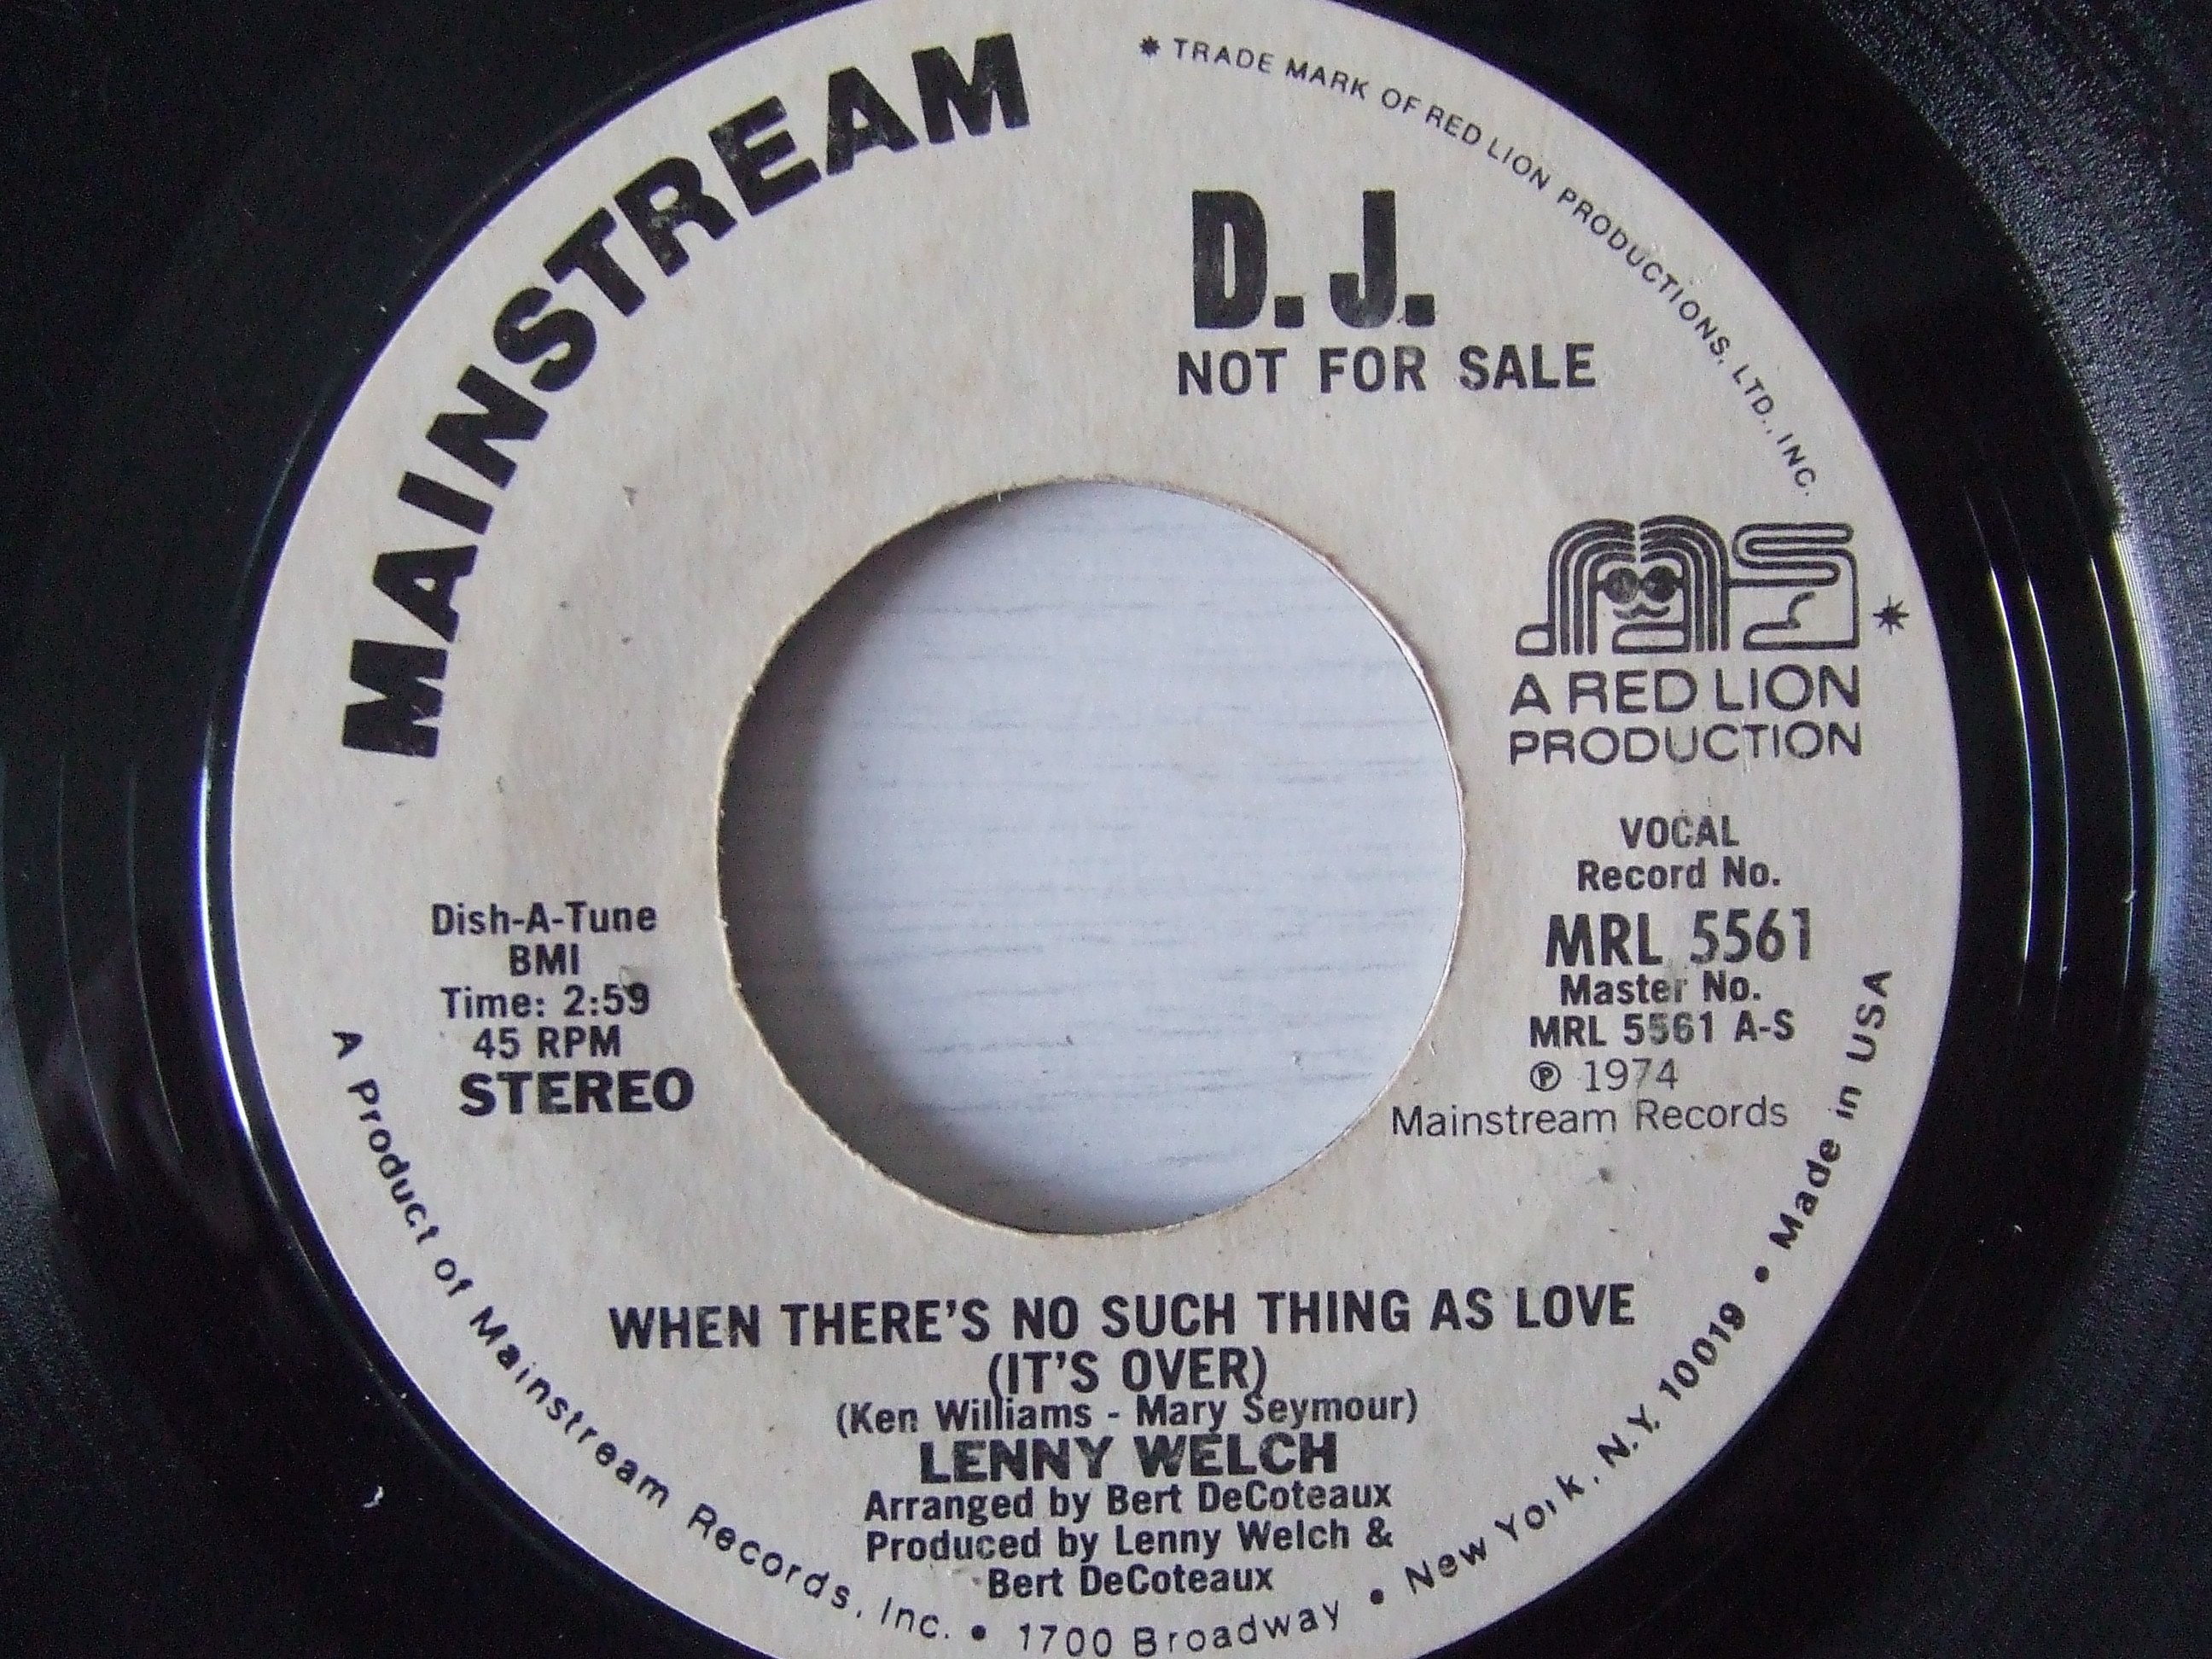 MAINSTREAM
* TRADE MARK OF RED LION PRODUCTIONS, LTD., INC.
D.J.
NOT FOR SALE
MS *
A RED LION
PRODUCTION
VOCAL
Record No.
MRL 5561
Master No.
MRL 5561 A-S
℗ 1974
Mainstream Records
Dish-A-Tune
BMI
Time: 2:59
45 RPM
STEREO
WHEN THERE'S NO SUCH THING AS LOVE
(IT'S OVER)
(Ken Williams - Mary Seymour)
LENNY WELCH
Arranged by Bert DeCoteaux
Produced by Lenny Welch &
Bert DeCoteaux
A Product of Mainstream Records, Inc. • 1700 Broadway • New York, N.Y. 10019 • Made in USA